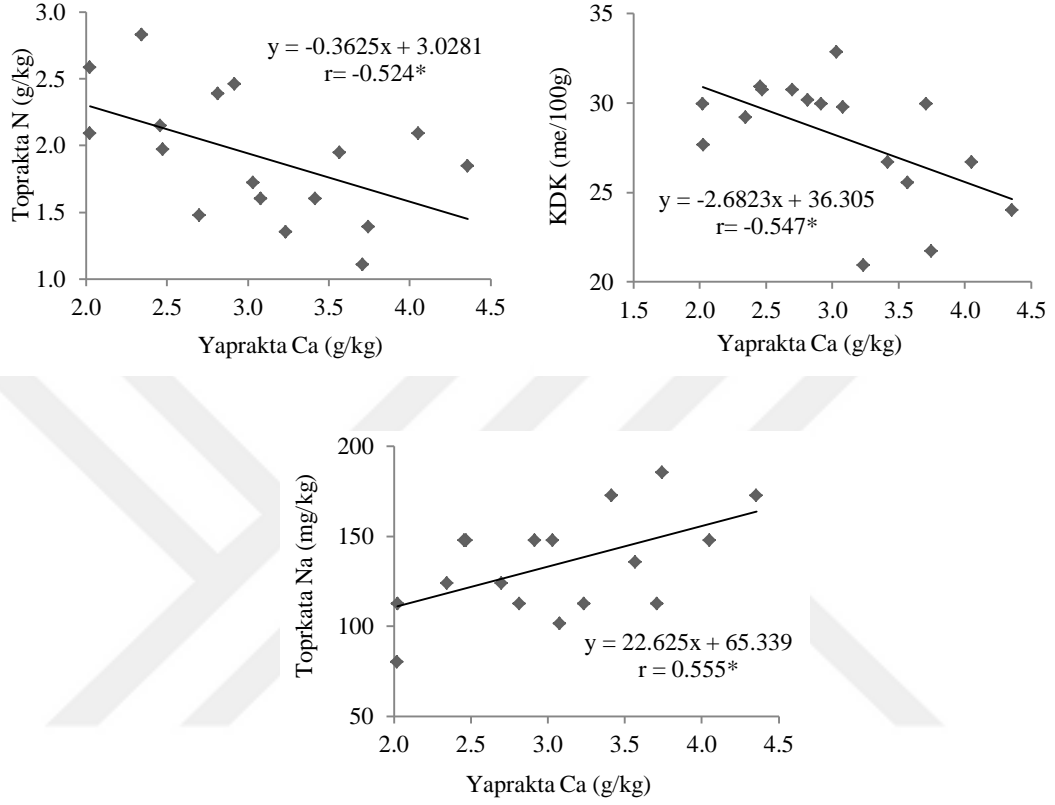 3.0
2.5
2.0
1.5
1.0
Toprakta N (g/kg)
y = -0.3625x + 3.0281
r= -0.524*
2.0 2.5 3.0 3.5 4.0 4.5
Yaprakta Ca (g/kg)
35
30
25
20
KDK (me/100g)
y = -2.6823x + 36.305
r= -0.547*
1.5 2.0 2.5 3.0 3.5 4.0 4.5
Yaprakta Ca (g/kg)
200
150
100
50
Toprkata Na (mg/kg)
y = 22.625x + 65.339
r = 0.555*
2.0 2.5 3.0 3.5 4.0 4.5
Yaprakta Ca (g/kg)